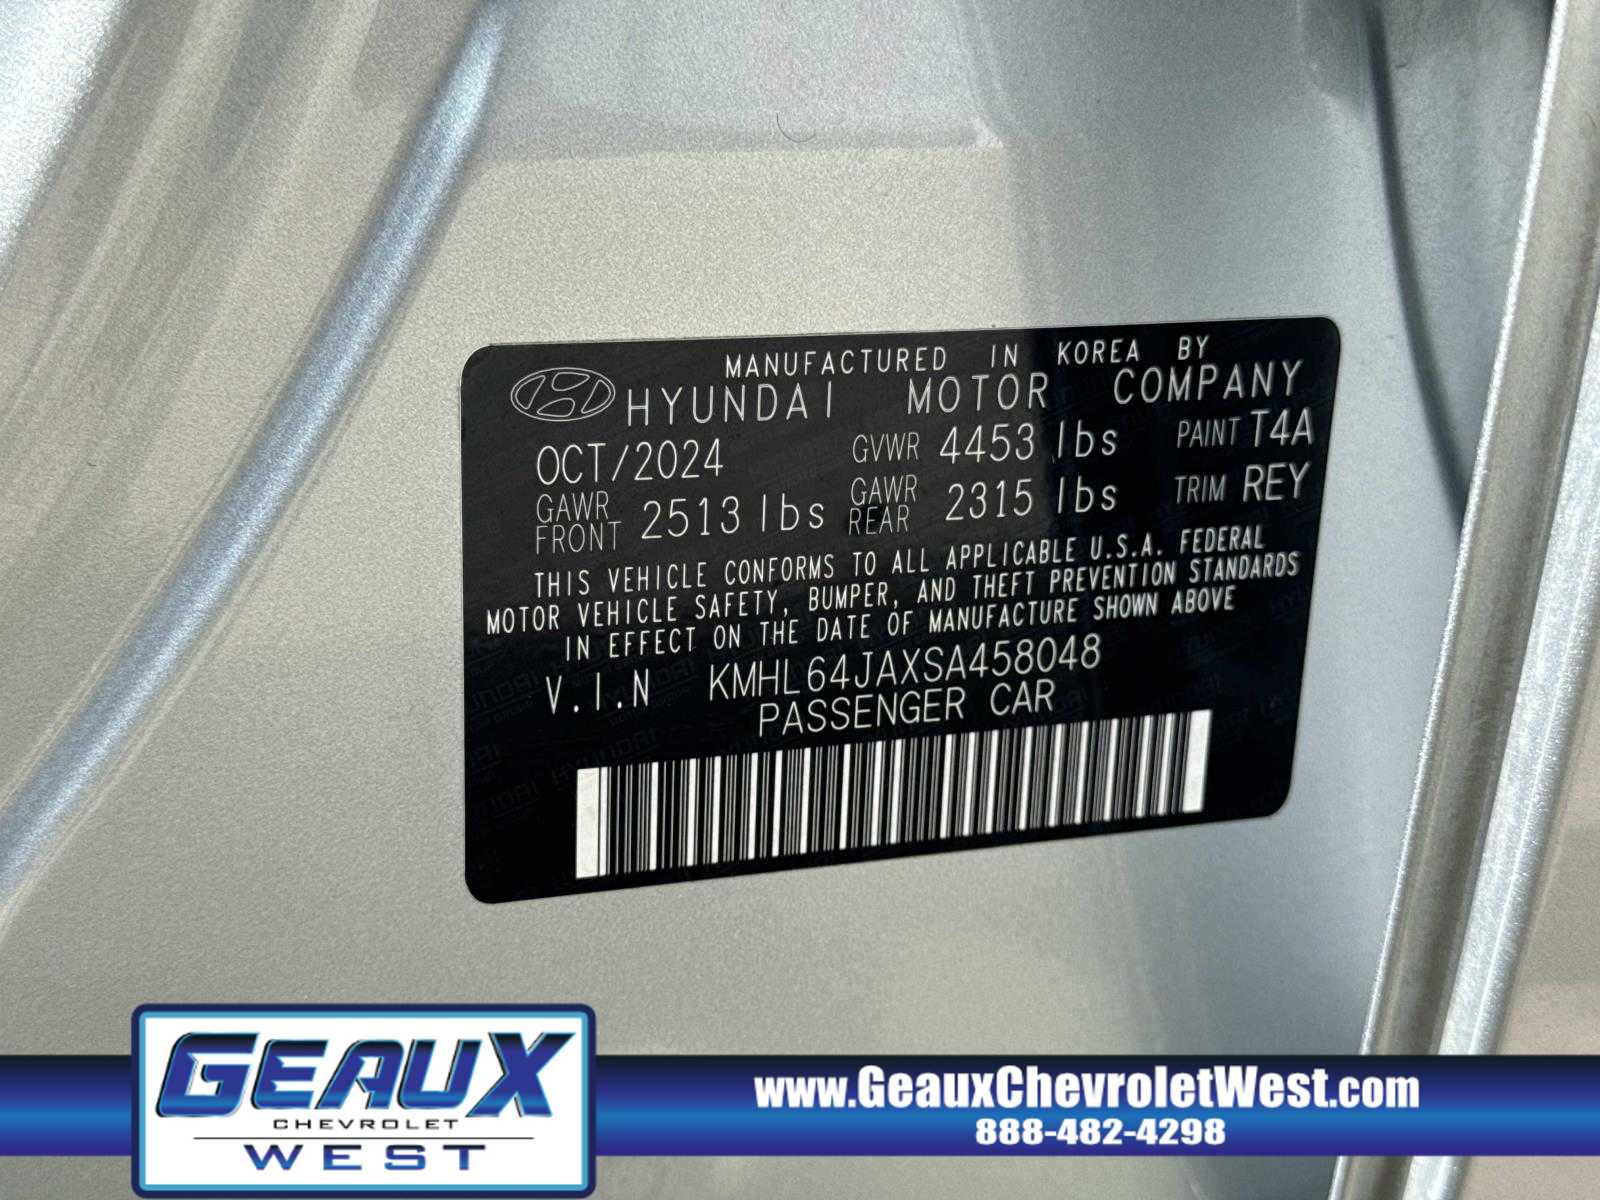 MANUFACTURED IN KOREA BY
HYUNDAI MOTOR COMPANY
OCT/2024 GVWR 4453 lbs PAINT T4A
GAWR FRONT 2513 lbs GAWR REAR 2315 lbs TRIM REY
THIS VEHICLE CONFORMS TO ALL APPLICABLE U.S.A. FEDERAL
MOTOR VEHICLE SAFETY, BUMPER, AND THEFT PREVENTION STANDARDS
IN EFFECT ON THE DATE OF MANUFACTURE SHOWN ABOVE
V.I.N KMHL64JAXSA458048
PASSENGER CAR
GEAUX
CHEVROLET
WEST
www.GeauxChevroletWest.com
888-482-4298